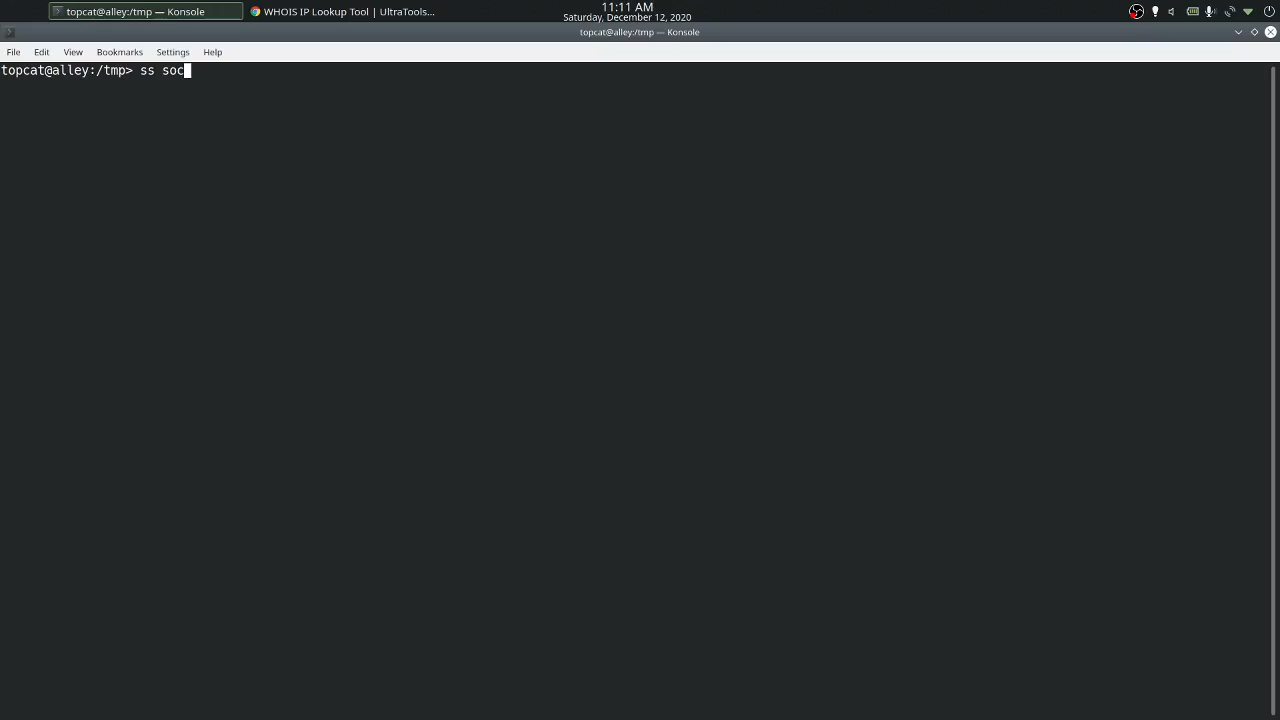 topcat@alley:/tmp — Konsole
WHOIS IP Lookup Tool | UltraTools...
11:11 AM
Saturday, December 12, 2020
topcat@alley:/tmp — Konsole
File Edit View Bookmarks Settings Help
topcat@alley:/tmp> ss soc